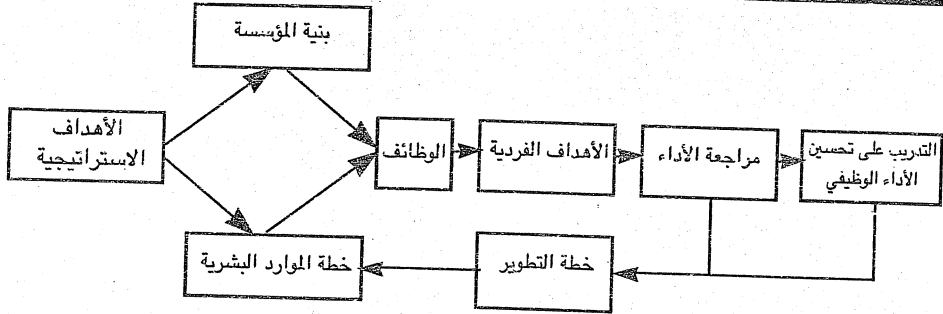 بنية المؤسسة
الأهداف
الاستراتيجية
الوظائف
الأهداف الفردية
مراجعة الأداء
التدريب على تحسين
الأداء الوظيفي
خطة الموارد البشرية
خطة التطوير